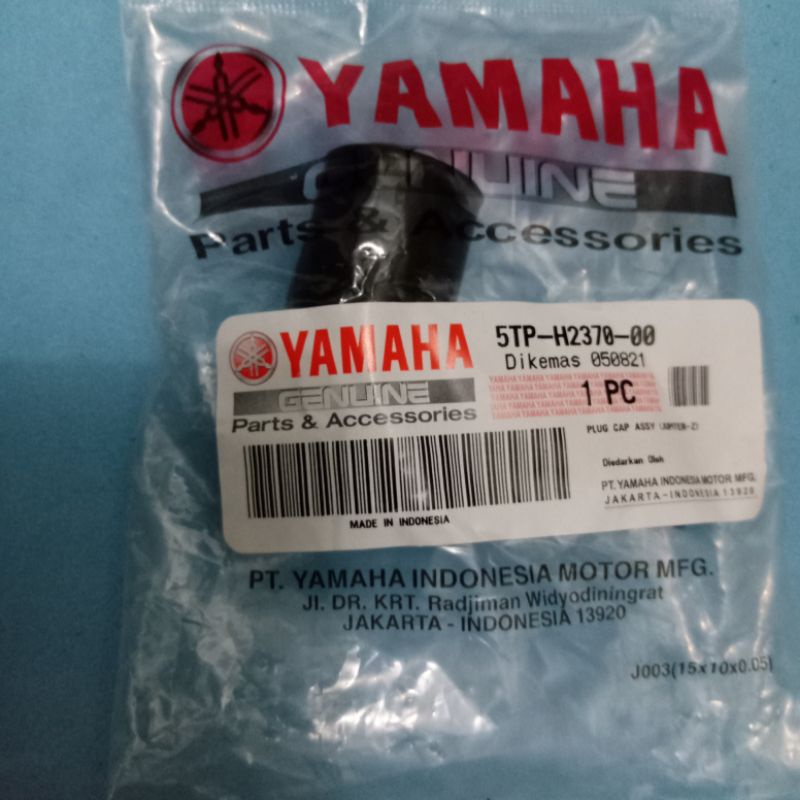 YAMAHA
GENUINE
Parts & Accessories
YAMAHA
GENUINE
Parts & Accessories
MADE IN INDONESIA
5TP-H2370-00
Dikemas 050821
1 PC
PLUG CAP ASSY (JUPITER-Z)
Diedarkan Oleh
PT. YAMAHA INDONESIA MOTOR MFG.
JAKARTA - INDONESIA 13920
PT. YAMAHA INDONESIA MOTOR MFG.
Jl. DR. KRT. Radjiman Widyodiningrat
JAKARTA - INDONESIA 13920
J003(15x10x0.05)